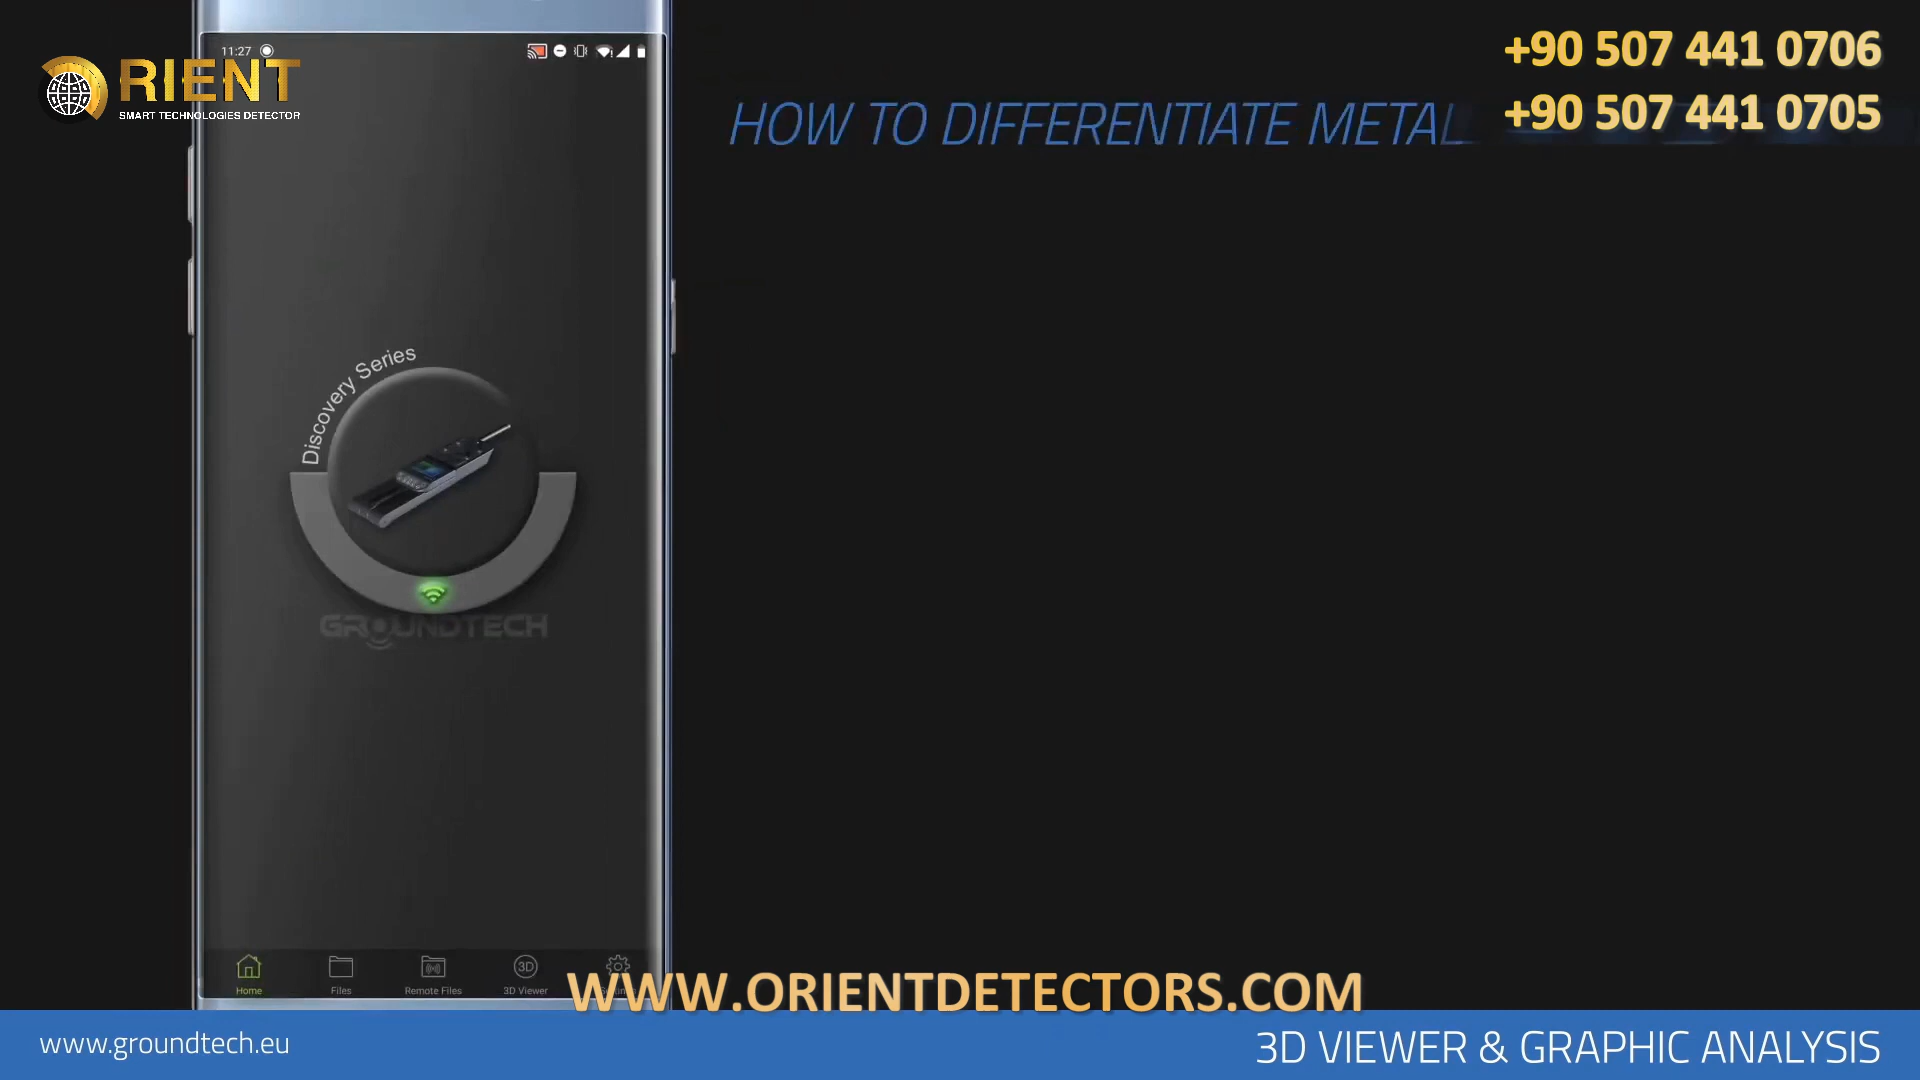 11:27
RIENT
SMART TECHNOLOGIES DETECTOR
+90 507 441 0706
+90 507 441 0705
HOW TO DIFFERENTIATE METAL
Discovery Series
GROUNDTECH
Home
Files
Remote Files
3D
3D Viewer
WWW.ORIENTDETECTORS.COM
www.groundtech.eu
3D VIEWER & GRAPHIC ANALYSIS